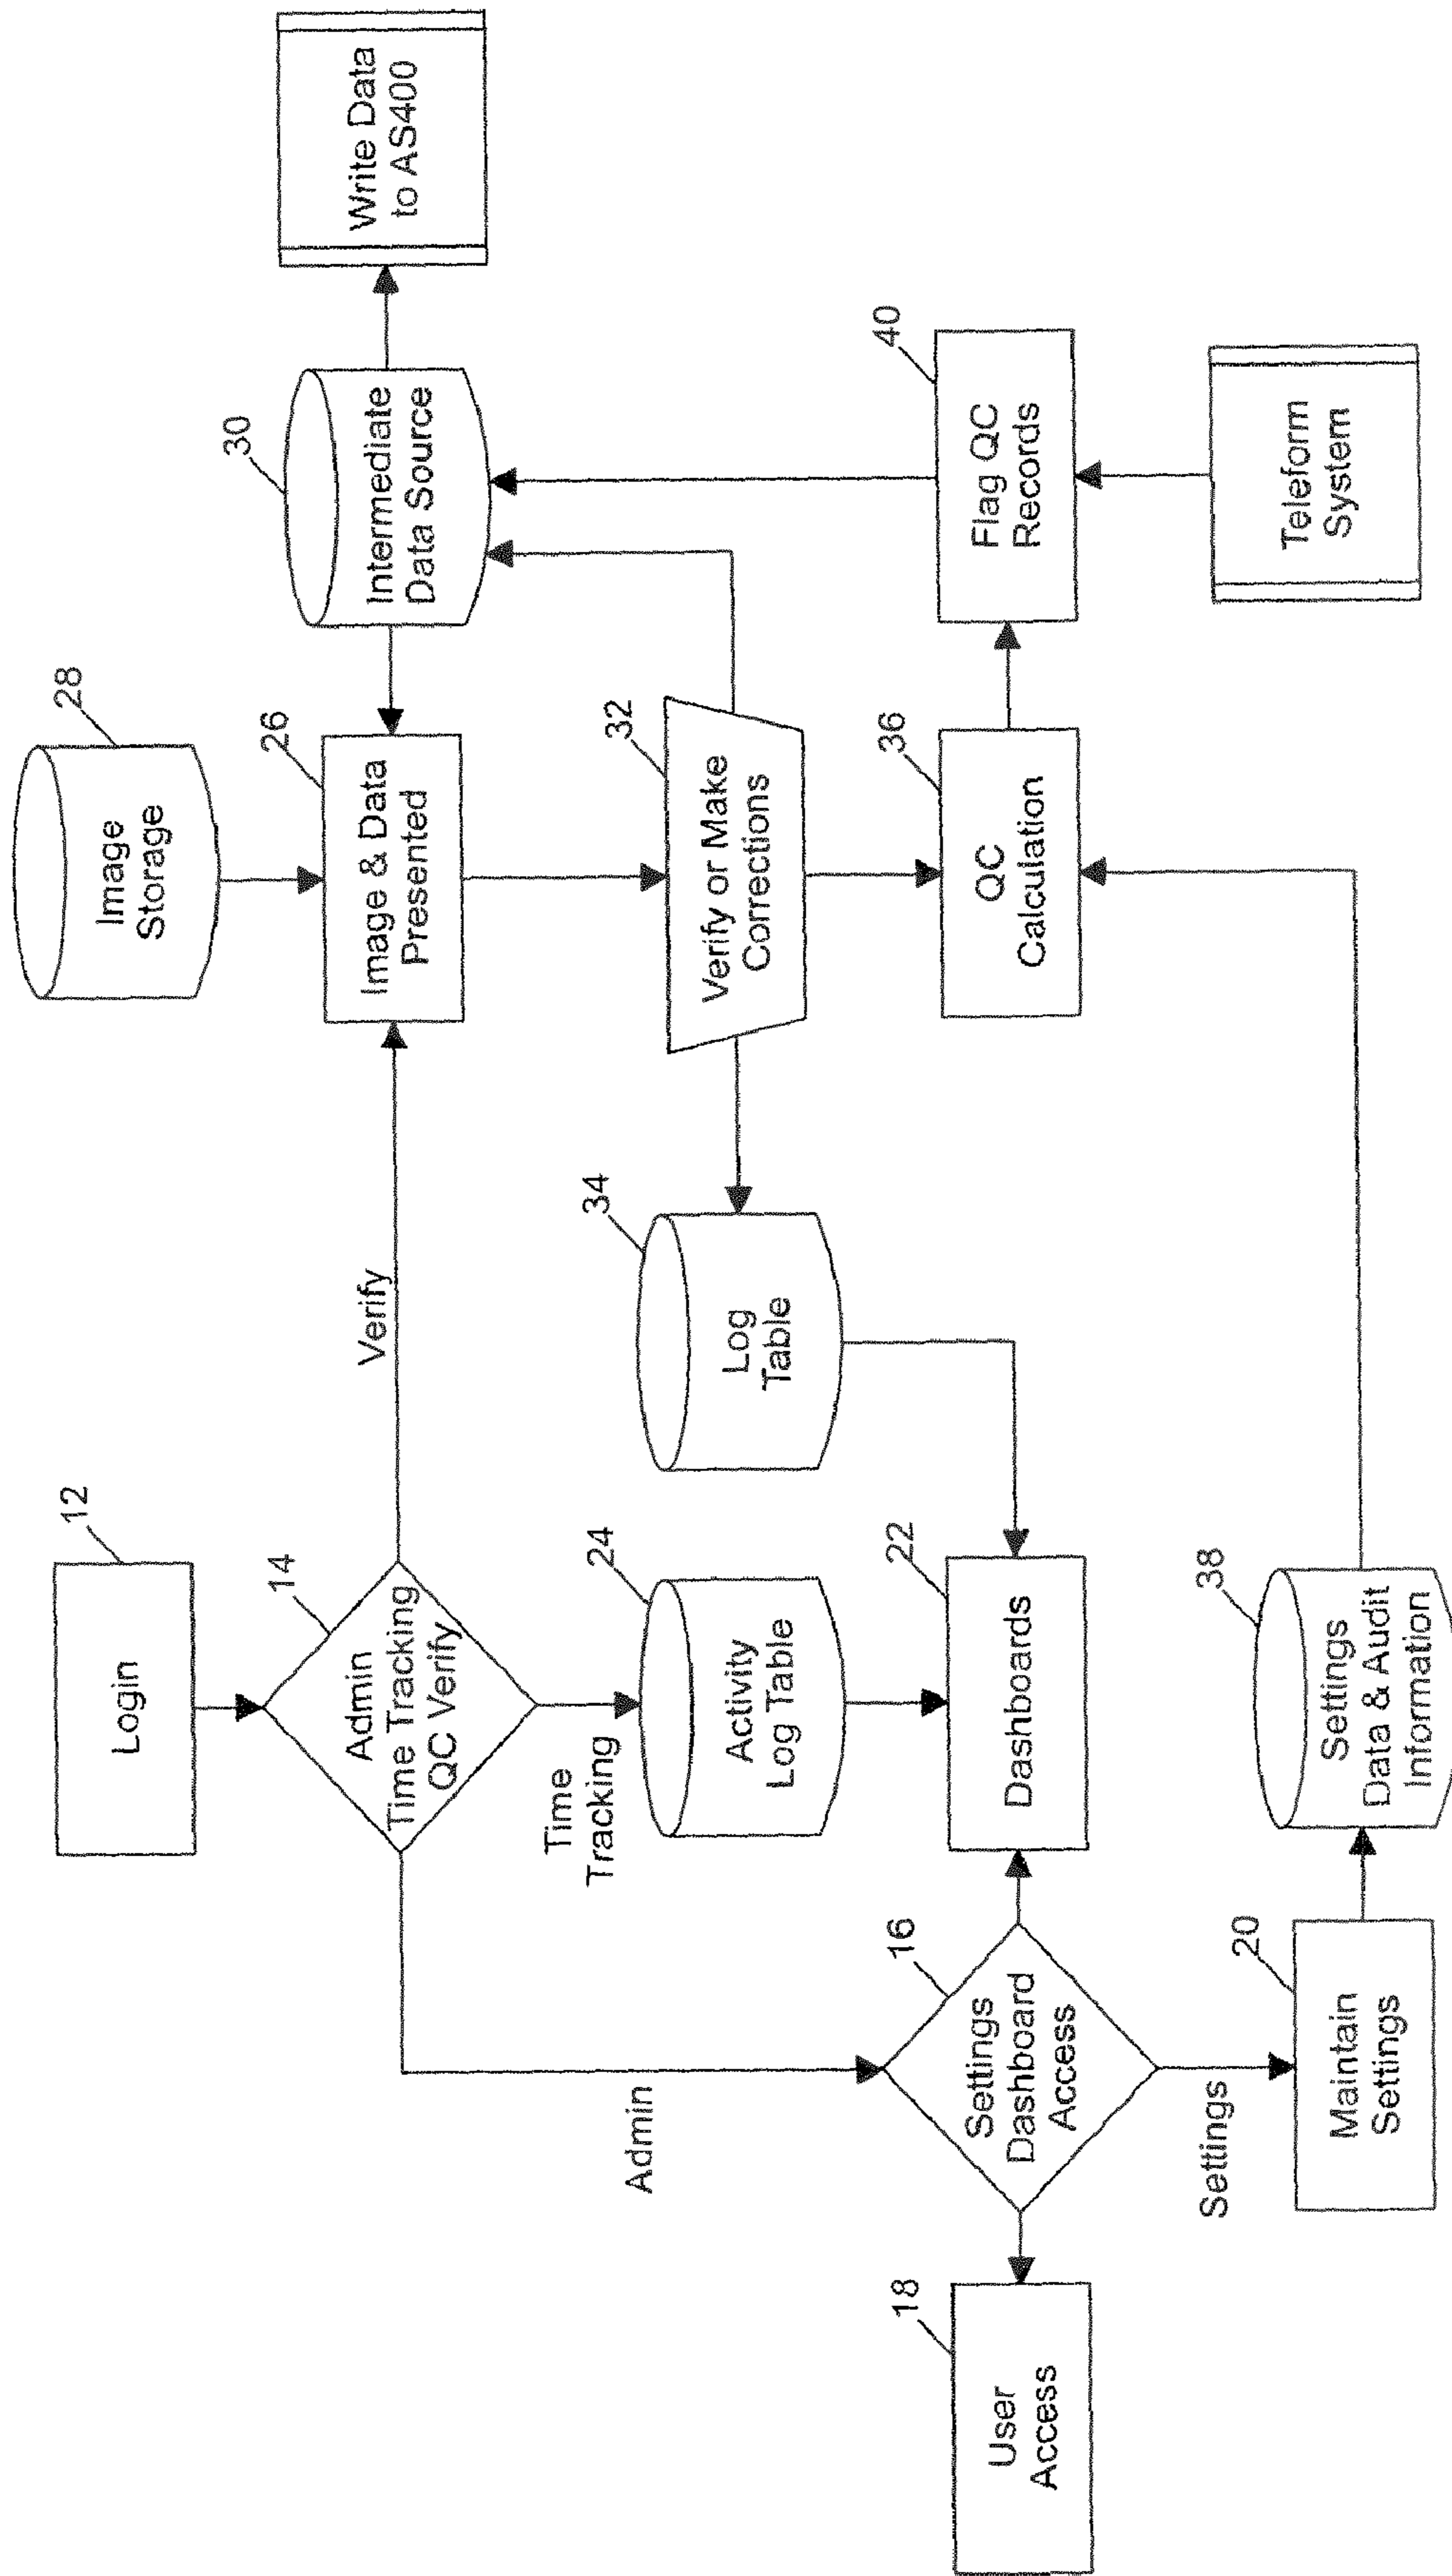 12
Login
14
Admin
Time Tracking
QC Verify
Verify
Time
Tracking
Admin
28
Image
Storage
26
Image & Data
Presented
30
Intermediate
Data Source
Write Data
to AS400
24
Activity
Log Table
34
Log
Table
32
Verify or Make
Corrections
18
User
Access
16
Settings
Dashboard
Access
22
Dashboards
36
QC
Calculation
40
Flag QC
Records
Settings
20
Maintain
Settings
38
Settings
Data & Audit
Information
Teleform
System